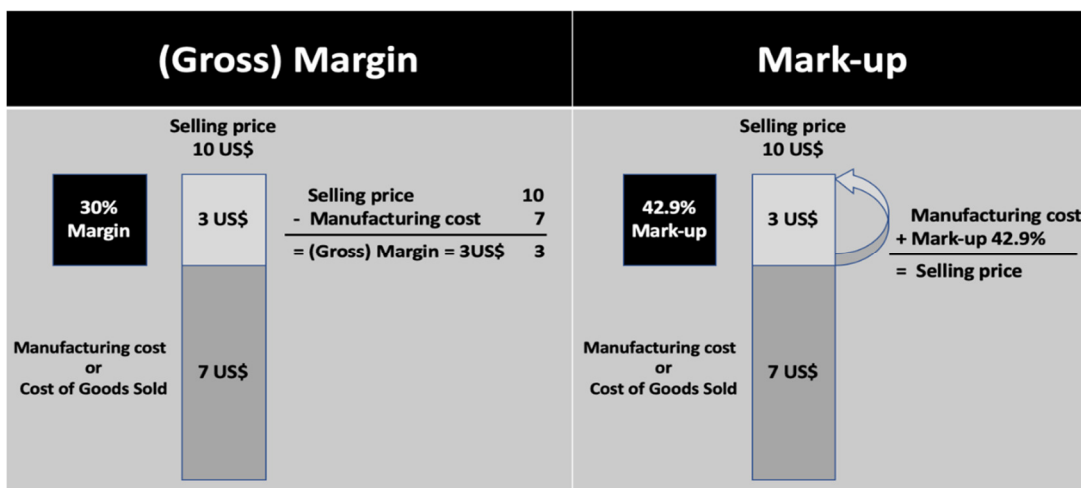 (Gross) Margin
Selling price
10 US$
30%
Margin
3 US$
Selling price 10
- Manufacturing cost 7
= (Gross) Margin = 3US$ 3
Manufacturing cost
or
Cost of Goods Sold
7 US$
Mark-up
Selling price
10 US$
42.9%
Mark-up
3 US$
Manufacturing cost
+ Mark-up 42.9%
= Selling price
Manufacturing cost
or
Cost of Goods Sold
7 US$